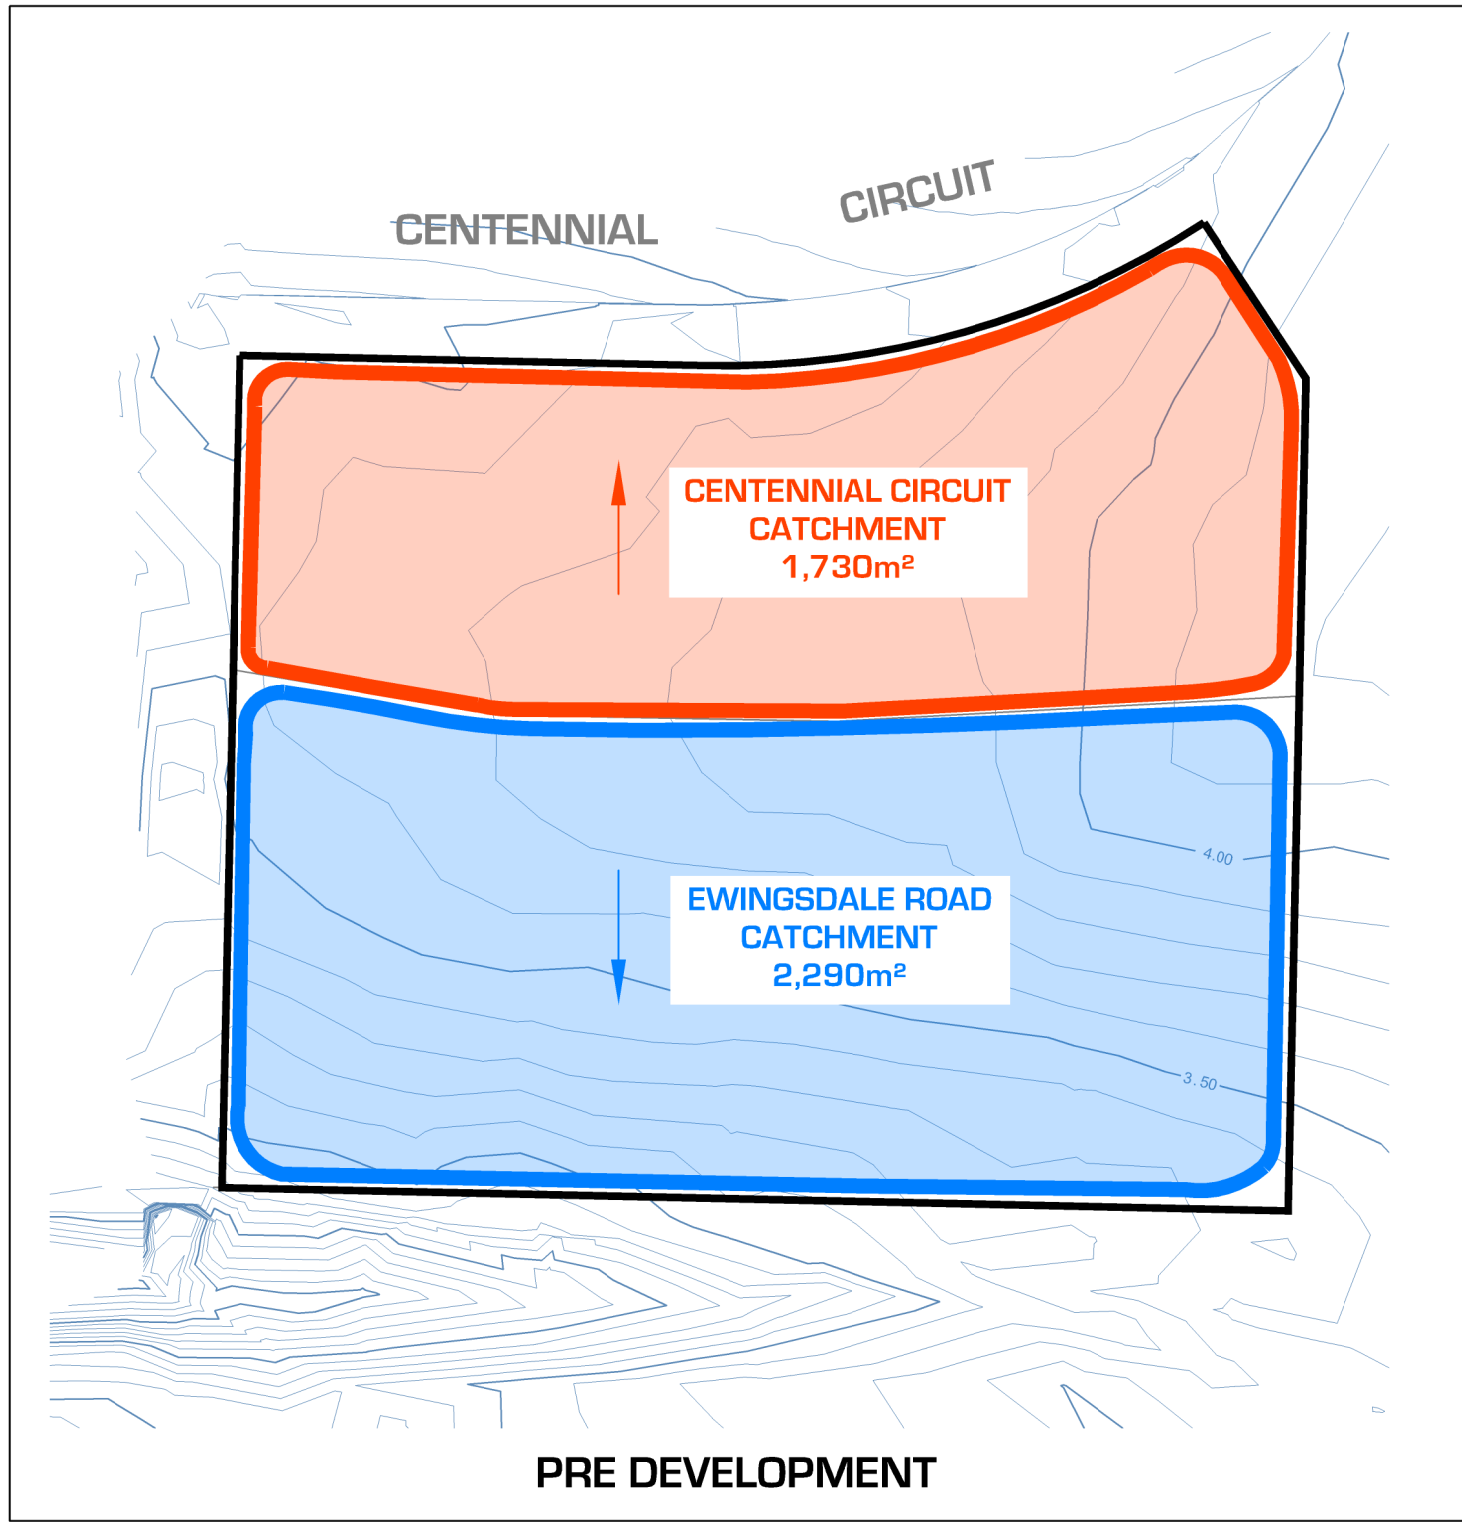 CENTENNIAL
CIRCUIT
CENTENNIAL CIRCUIT
CATCHMENT
1,730m²
4.00
EWINGSDALE ROAD
CATCHMENT
2,290m²
3.50
PRE DEVELOPMENT